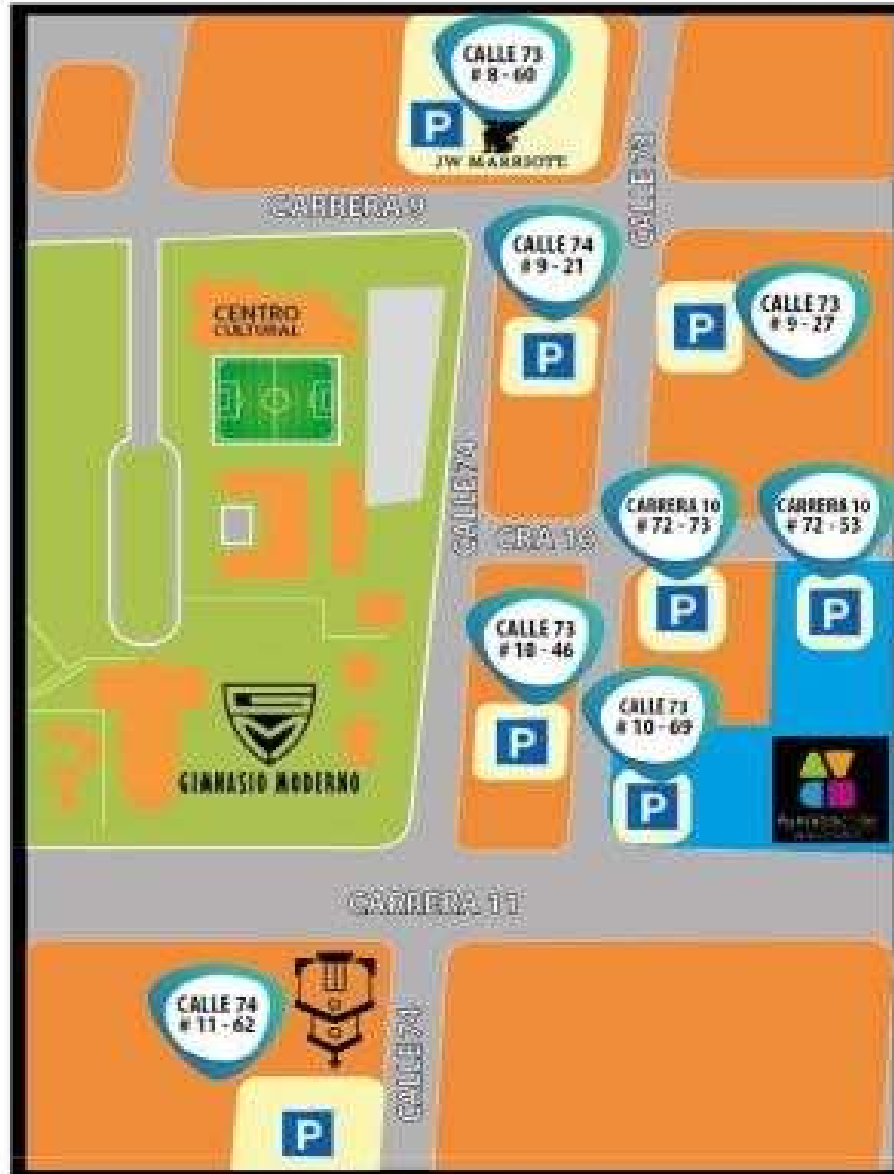 CALLE 73
# 8 - 60
P
JW MARRIOTT
CALLE 73
CARRERA 9
CALLE 74
# 9 - 21
P
CALLE 73
# 9 - 27
P
CENTRO
CULTURAL
CALLE 74
CRA 10
CARRERA 10
# 72 - 73
P
CARRERA 10
# 72 - 53
P
CALLE 73
# 10 - 46
P
CALLE 73
# 10 - 69
P
GIMNASIO MODERNO
CARRERA 11
CALLE 74
# 11 - 62
P
CALLE 74